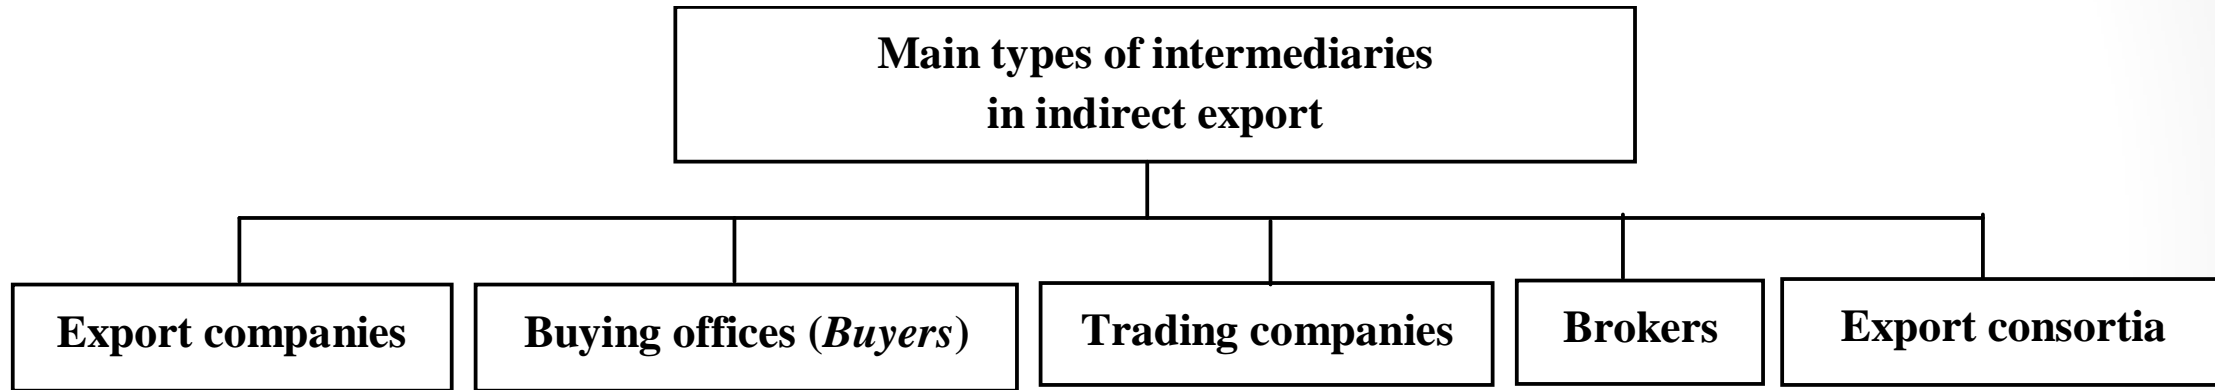 Main types of intermediaries
in indirect export
Export companies
Buying offices (Buyers)
Trading companies
Brokers
Export consortia